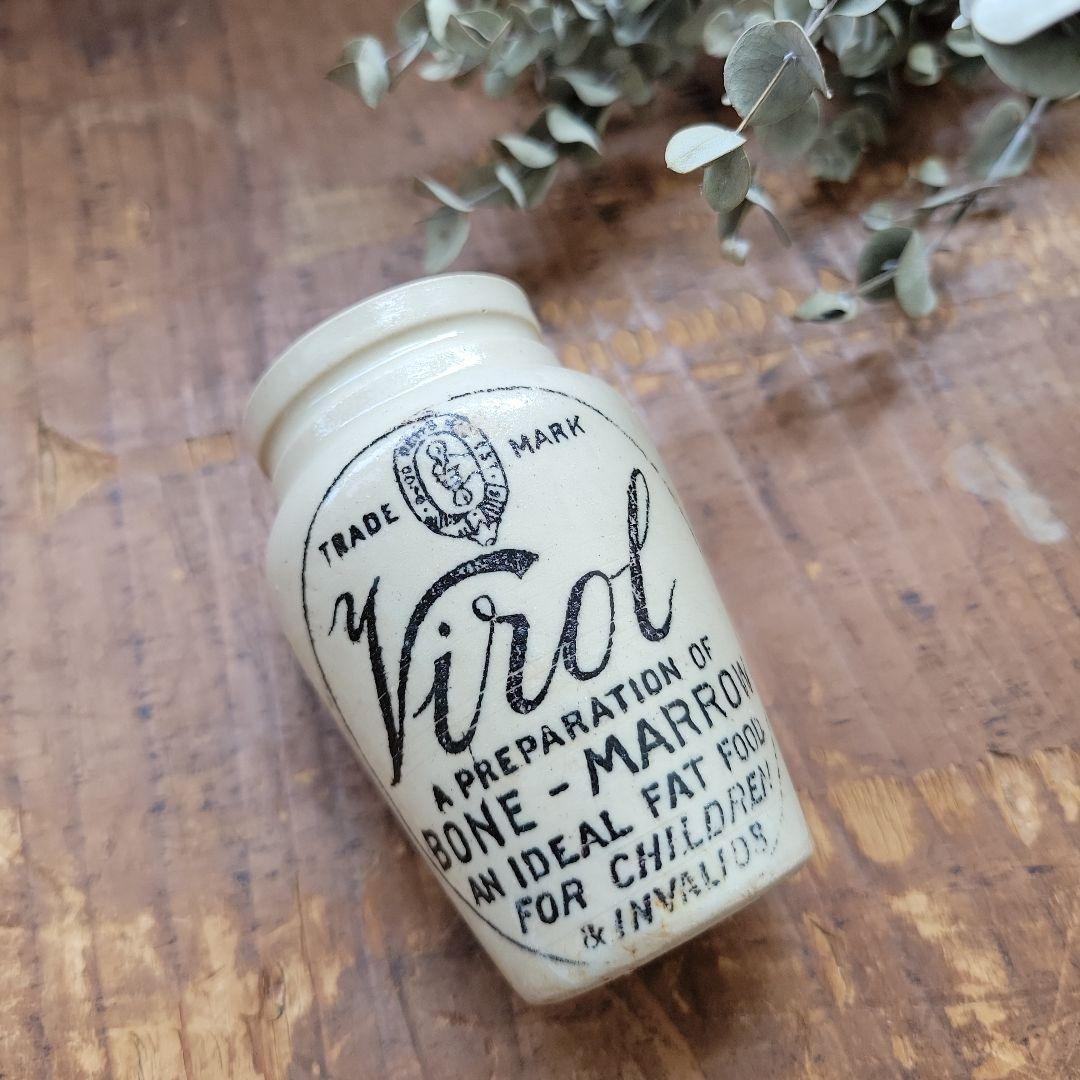 TRADE MARK
Virol
A PREPARATION OF
BONE - MARROW
AN IDEAL FAT FOOD
FOR CHILDREN
& INVALIDS